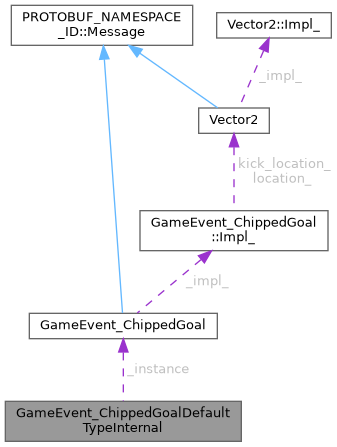 PROTOBUF_NAMESPACE
_ID::Message
Vector2::Impl_
_impl_
Vector2
kick_location_
location_
GameEvent_ChippedGoal
::Impl_
_impl_
GameEvent_ChippedGoal
_instance
GameEvent_ChippedGoalDefault
TypeInternal